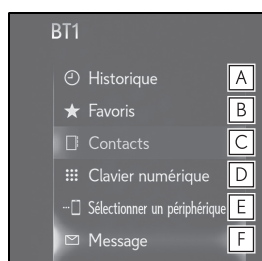 BT1
Historique A
Favoris B
Contacts C
Clavier numérique D
Sélectionner un périphérique E
Message F